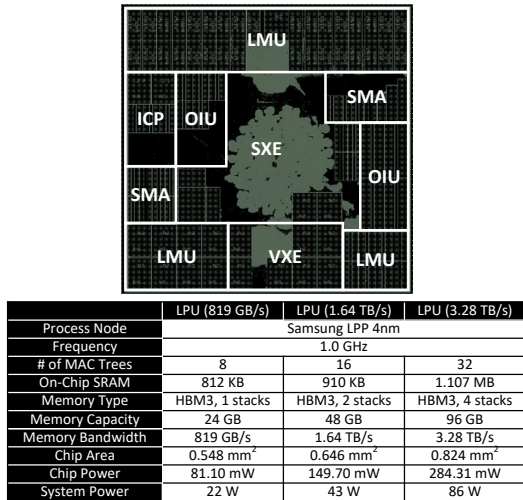 LMU
SMA
ICP OIU
SXE
OIU
SMA
LMU VXE LMU
LPU (819 GB/s) LPU (1.64 TB/s) LPU (3.28 TB/s)
Process Node Samsung LPP 4nm
Frequency 1.0 GHz
# of MAC Trees 8 16 32
On-Chip SRAM 812 KB 910 KB 1.107 MB
Memory Type HBM3, 1 stacks HBM3, 2 stacks HBM3, 4 stacks
Memory Capacity 24 GB 48 GB 96 GB
Memory Bandwidth 819 GB/s 1.64 TB/s 3.28 TB/s
Chip Area 0.548 mm² 0.646 mm² 0.824 mm²
Chip Power 81.10 mW 149.70 mW 284.31 mW
System Power 22 W 43 W 86 W